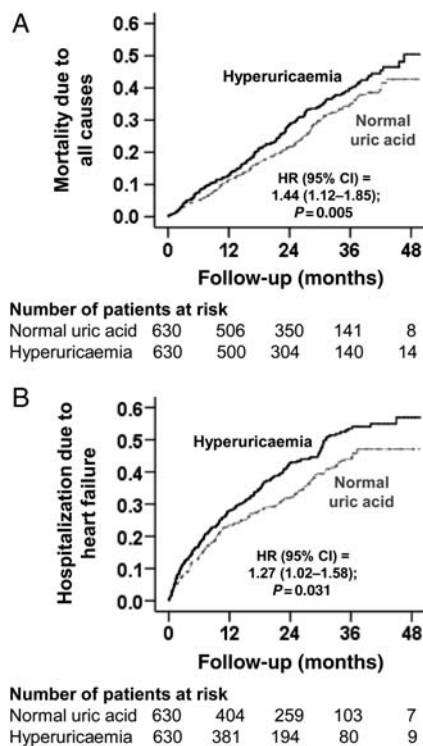 A
Mortality due to
all causes
0.6
0.5
0.4
0.3
0.2
0.1
0.0
Hyperuricaemia
Normal
uric acid
HR (95% CI) =
1.44 (1.12–1.85);
P=0.005
0 12 24 36 48
Follow-up (months)
Number of patients at risk
Normal uric acid 630 506 350 141 8
Hyperuricaemia 630 500 304 140 14
B
Hospitalization due to
heart failure
0.6
0.5
0.4
0.3
0.2
0.1
0.0
Hyperuricaemia
Normal
uric acid
HR (95% CI) =
1.27 (1.02–1.58);
P=0.031
0 12 24 36 48
Follow-up (months)
Number of patients at risk
Normal uric acid 630 404 259 103 7
Hyperuricaemia 630 381 194 80 9